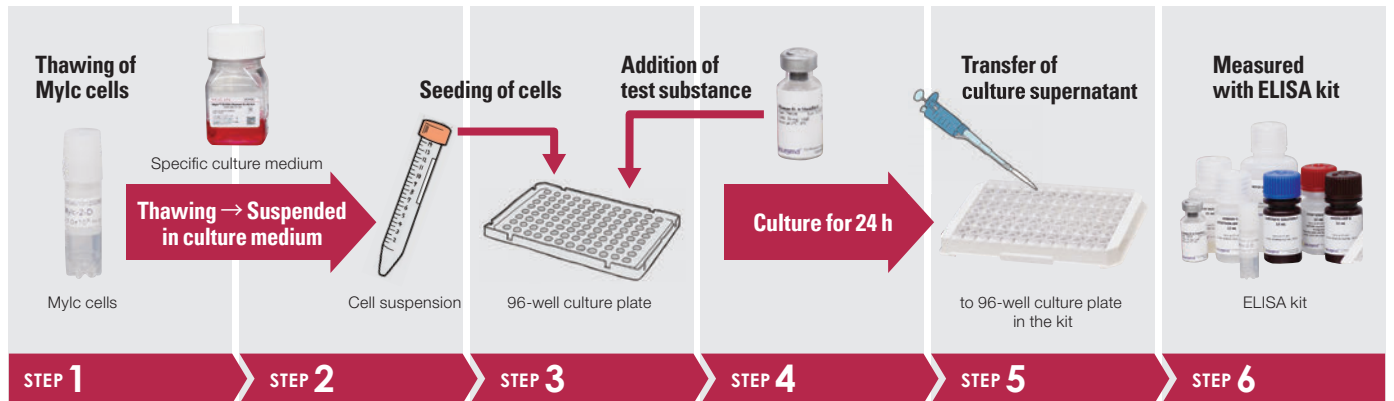 Thawing of
Mylc cells
Specific culture medium
Thawing → Suspended
in culture medium
Mylc cells
Cell suspension
Seeding of cells
96-well culture plate
Addition of
test substance
Culture for 24 h
Transfer of
culture supernatant
to 96-well culture plate
in the kit
Measured
with ELISA kit
ELISA kit
STEP 1
STEP 2
STEP 3
STEP 4
STEP 5
STEP 6